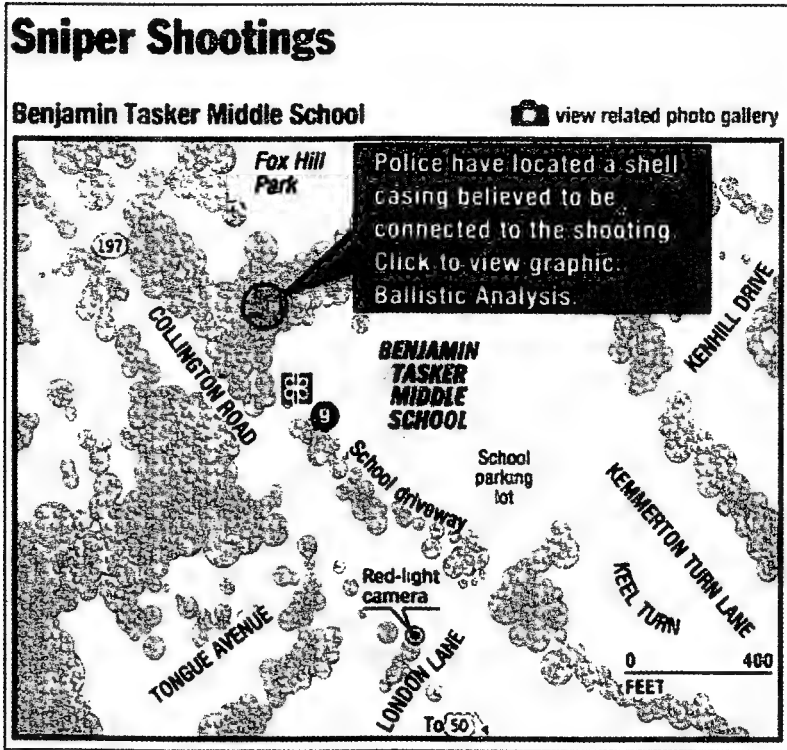 Sniper Shootings
Benjamin Tasker Middle School
view related photo gallery
Fox Hill
Park
Police have located a shell
casing believed to be
connected to the shooting.
Click to view graphic:
Ballistic Analysis.
197
COLLINGTON ROAD
KENHILL DRIVE
BENJAMIN
TASKER
MIDDLE
SCHOOL
9
School driveway
School
parking
lot
KEMMERTON TURN LANE
KEEL TURN
Red-light
camera
TONGUE AVENUE
LONDON LANE
0 400
FEET
To 50